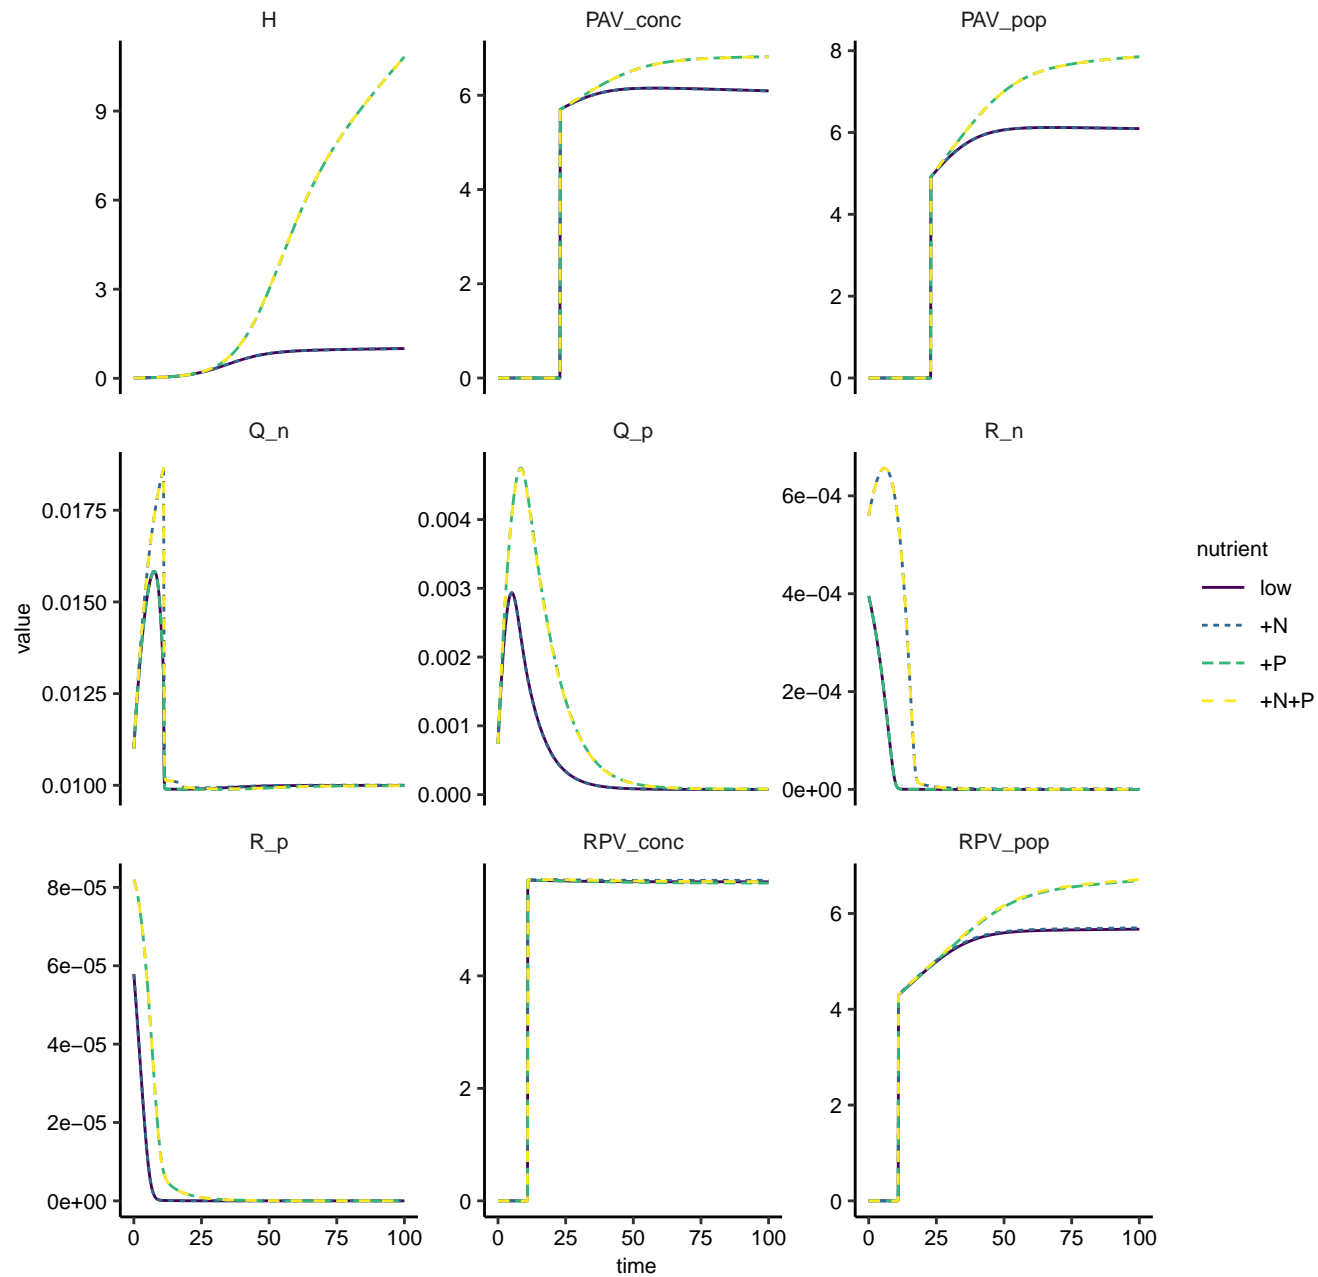 H
PAV_conc
PAV_pop
9
6
3
0
6
4
2
0
8
6
4
2
0
Q_n
Q_p
R_n
0.0175
0.0150
0.0125
0.0100
0.004
0.003
0.002
0.001
0.000
6e−04
4e−04
2e−04
0e+00
value
nutrient
low
+N
+P
+N+P
R_p
RPV_conc
RPV_pop
8e−05
6e−05
4e−05
2e−05
0e+00
4
2
0
6
4
2
0
0 25 50 75 100
0 25 50 75 100
0 25 50 75 100
time